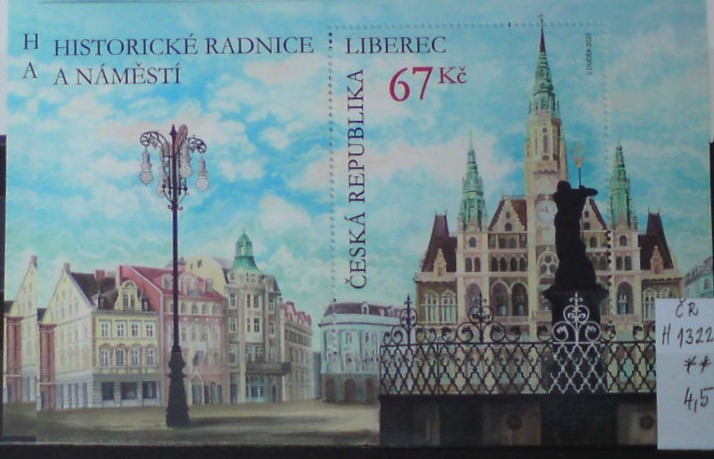 H
A
HISTORICKÉ RADNICE
A NÁMĚSTÍ
LIBEREC
67 Kč
ČESKÁ REPUBLIKA
ČR
H 1322
**
4,5